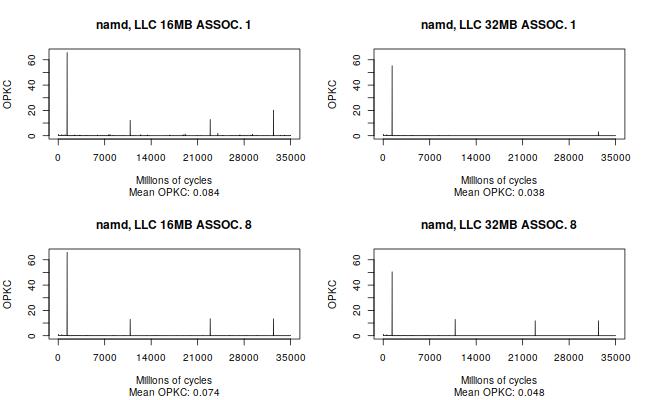 namd, LLC 16MB ASSOC. 1
OPKC
0 20 40 60
0 7000 14000 21000 28000 35000
Millions of cycles
Mean OPKC: 0.084
namd, LLC 32MB ASSOC. 1
OPKC
0 20 40 60
0 7000 14000 21000 28000 35000
Millions of cycles
Mean OPKC: 0.038
namd, LLC 16MB ASSOC. 8
OPKC
0 20 40 60
0 7000 14000 21000 28000 35000
Millions of cycles
Mean OPKC: 0.074
namd, LLC 32MB ASSOC. 8
OPKC
0 20 40 60
0 7000 14000 21000 28000 35000
Millions of cycles
Mean OPKC: 0.048